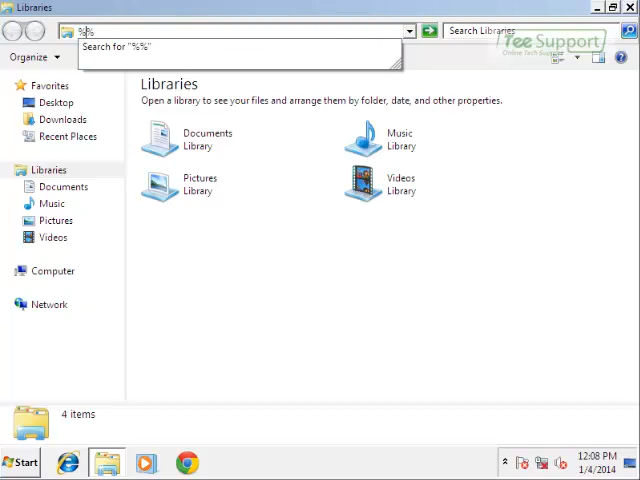 Libraries
%%
Search Libraries
Search for "%%"
Tee Support
Online Tech Support
Organize
Favorites
Desktop
Downloads
Recent Places
Libraries
Documents
Music
Pictures
Videos
Computer
Network
Libraries
Open a library to see your files and arrange them by folder, date, and other properties.
Documents
Library
Music
Library
Pictures
Library
Videos
Library
4 items
Start
12:08 PM
1/4/2014